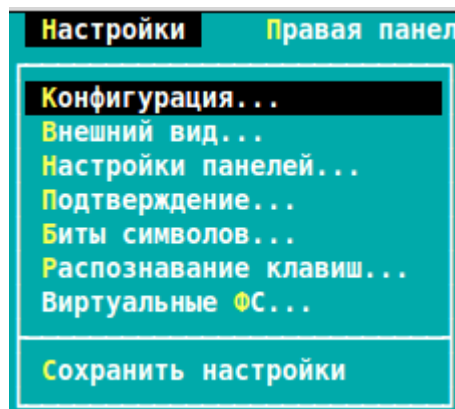 Настройки Правая панел
Конфигурация...
Внешний вид...
Настройки панелей...
Подтверждение...
Биты символов...
Распознавание клавиш...
Виртуальные ФС...
Сохранить настройки